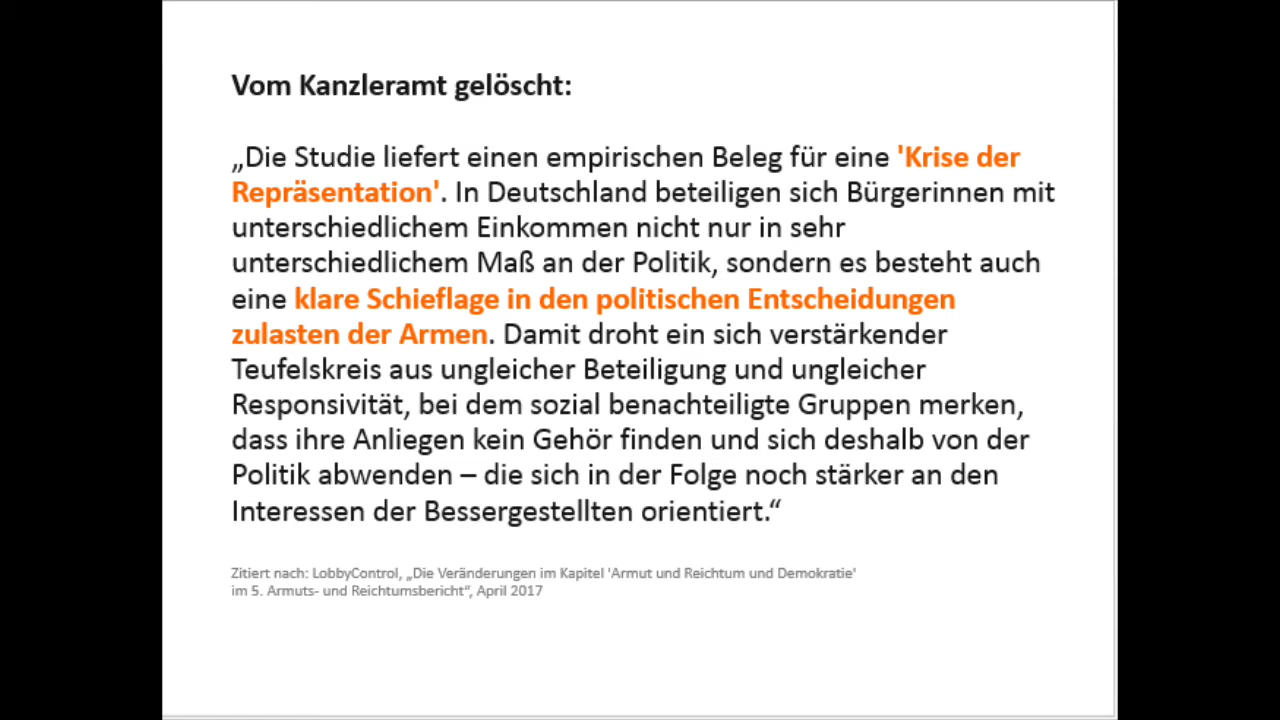 Vom Kanzleramt gelöscht:
„Die Studie liefert einen empirischen Beleg für eine 'Krise der
Repräsentation'. In Deutschland beteiligen sich Bürgerinnen mit
unterschiedlichem Einkommen nicht nur in sehr
unterschiedlichem Maß an der Politik, sondern es besteht auch
eine klare Schieflage in den politischen Entscheidungen
zulasten der Armen. Damit droht ein sich verstärkender
Teufelskreis aus ungleicher Beteiligung und ungleicher
Responsivität, bei dem sozial benachteiligte Gruppen merken,
dass ihre Anliegen kein Gehör finden und sich deshalb von der
Politik abwenden – die sich in der Folge noch stärker an den
Interessen der Bessergestellten orientiert.“
Zitiert nach: LobbyControl, „Die Veränderungen im Kapitel 'Armut und Reichtum und Demokratie'
im 5. Armuts- und Reichtumsbericht“, April 2017